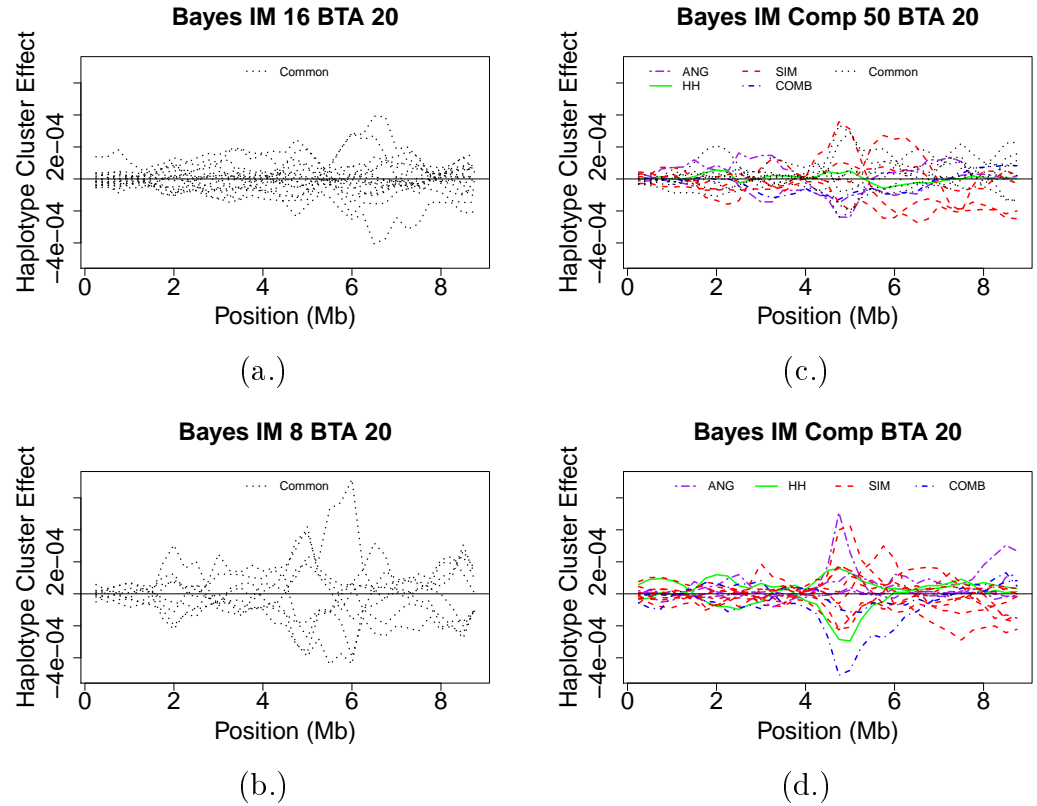 Bayes IM 16 BTA 20
Haplotype Cluster Effect
−4e−04 2e−04
Common
0 2 4 6 8
Position (Mb)
(a.)
Bayes IM Comp 50 BTA 20
Haplotype Cluster Effect
−4e−04 2e−04
ANG SIM Common
HH COMB
0 2 4 6 8
Position (Mb)
(c.)
Bayes IM 8 BTA 20
Haplotype Cluster Effect
−4e−04 2e−04
Common
0 2 4 6 8
Position (Mb)
(b.)
Bayes IM Comp BTA 20
Haplotype Cluster Effect
−4e−04 2e−04
ANG HH SIM COMB
0 2 4 6 8
Position (Mb)
(d.)